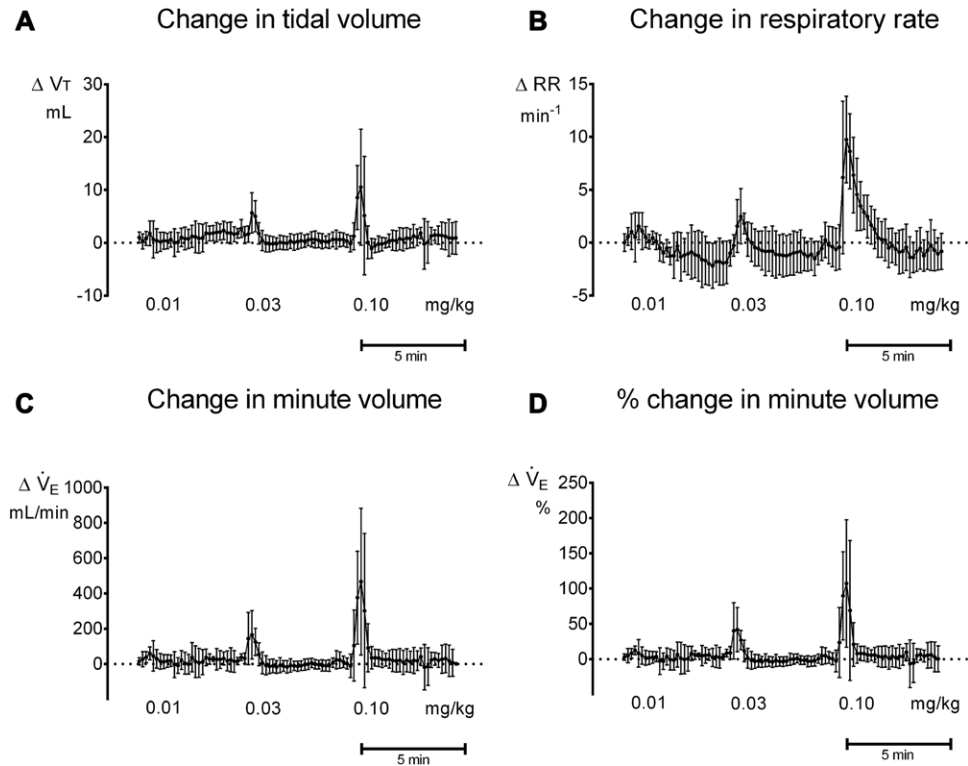 A Change in tidal volume
Δ VT
mL
30
20
10
0
-10
0.01 0.03 0.10 mg/kg
5 min
B Change in respiratory rate
Δ RR
min⁻¹
15
10
5
0
-5
0.01 0.03 0.10 mg/kg
5 min
C Change in minute volume
Δ V̇E
mL/min
1000
800
600
400
200
0
0.01 0.03 0.10 mg/kg
5 min
D % change in minute volume
Δ V̇E
%
250
200
150
100
50
0
0.01 0.03 0.10 mg/kg
5 min